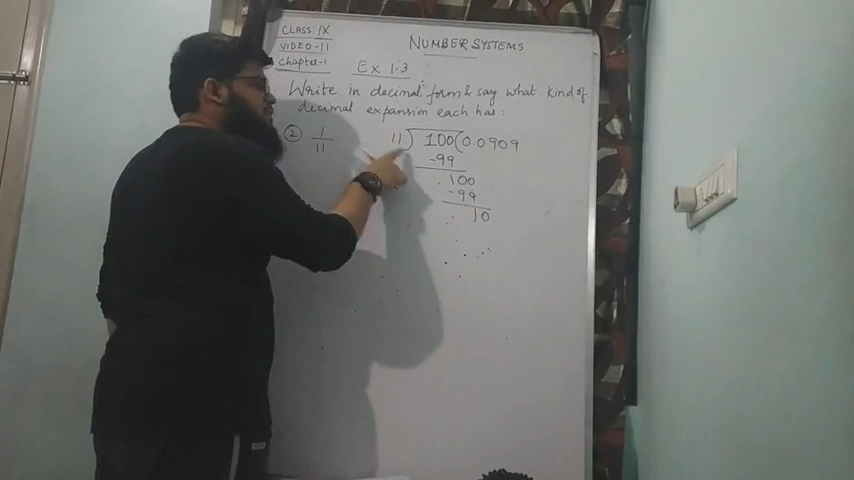 CLASS: IX
VIDEO-11
Chapter-1
NUMBER SYSTEMS
Ex 1.3
Write in decimal form & say what kind of
decimal expansion each has:
② 1/11
11)100(0.0909
-99
100
-99
10